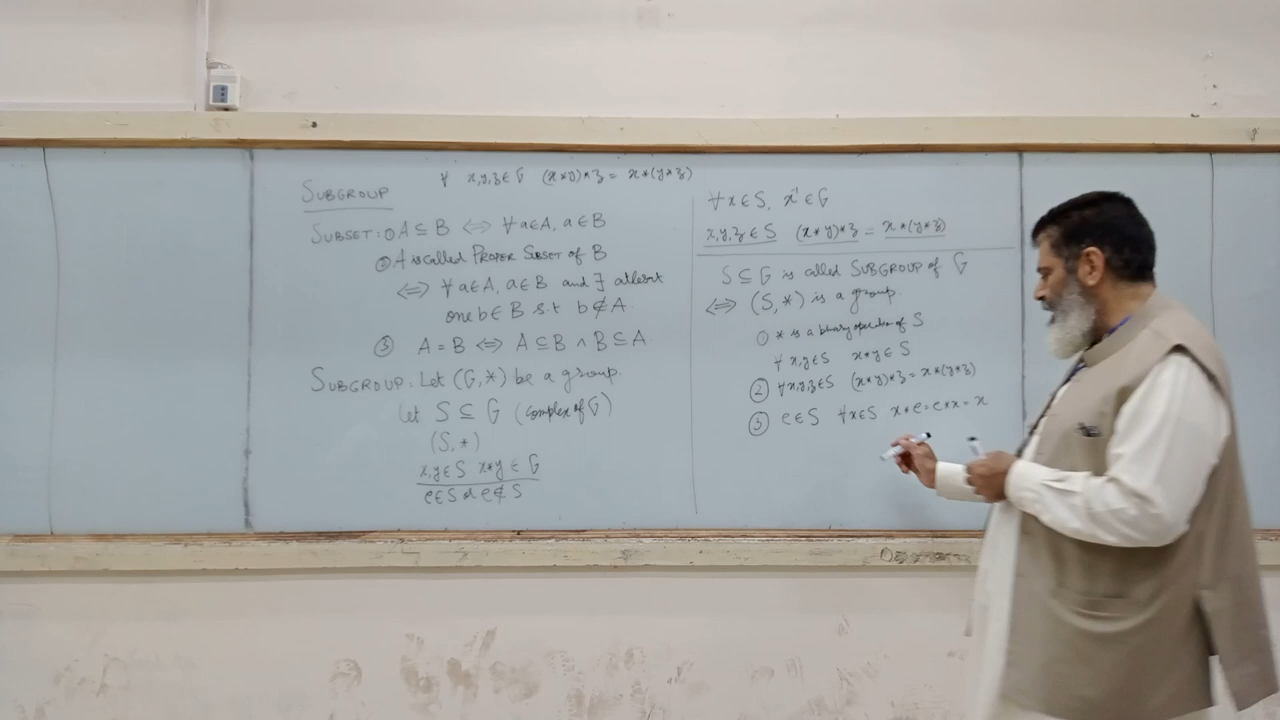 ∀ x,y,z ∈ G (x*y)*z = x*(y*z)
SUBGROUP
SUBSET: ① A ⊆ B ⟺ ∀ a∈A, a∈B
② A is called PROPER SUBSET OF B
⟺ ∀ a∈A, a∈B and ∃ atleast
one b∈B s.t b∉A.
③ A = B ⟺ A⊆B ∧ B⊆A.
SUBGROUP: Let (G,*) be a group.
Let S ⊆ G (complex of G)
(S,*)
x,y∈S x*y ∈ G
e∈S or e∉S
∀x∈S, x⁻¹∈G
x,y,z∈S (x*y)*z = x*(y*z)
S⊆G is called SUBGROUP of G
⟺ (S,*) is a group.
① * is a binary operation of S
∀ x,y∈S x*y∈S
② ∀x,y,z∈S (x*y)*z = x*(y*z)
③ e∈S ∀x∈S x*e = e*x = x